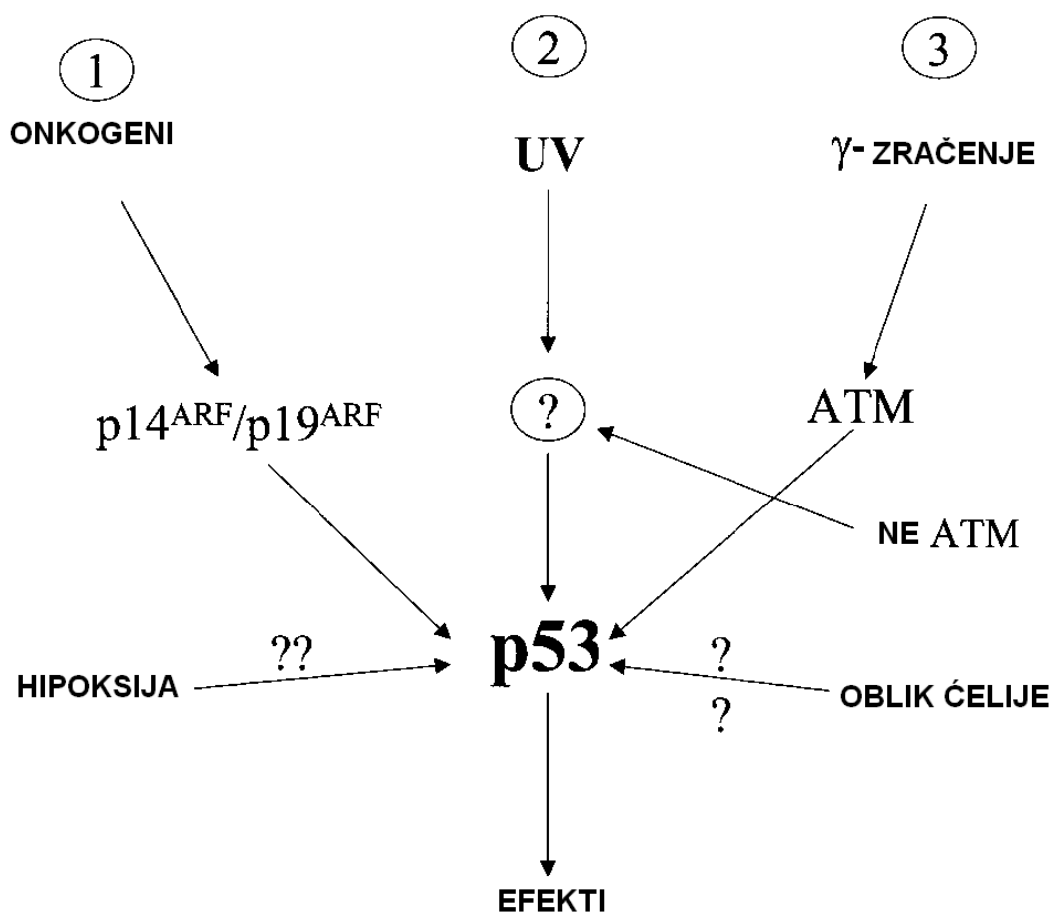 1
ONKOGENI
2
UV
3
γ- ZRAČENJE
p14ARF/p19ARF
?
ATM
NE ATM
??
HIPOKSIJA
p53
?
?
OBLIK ĆELIJE
EFEKTI